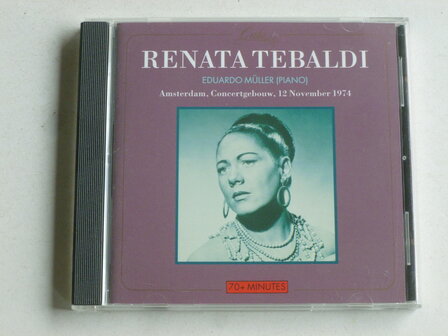 RENATA TEBALDI
EDUARDO MÜLLER (PIANO)
Amsterdam, Concertgebouw, 12 November 1974
70+ MINUTES